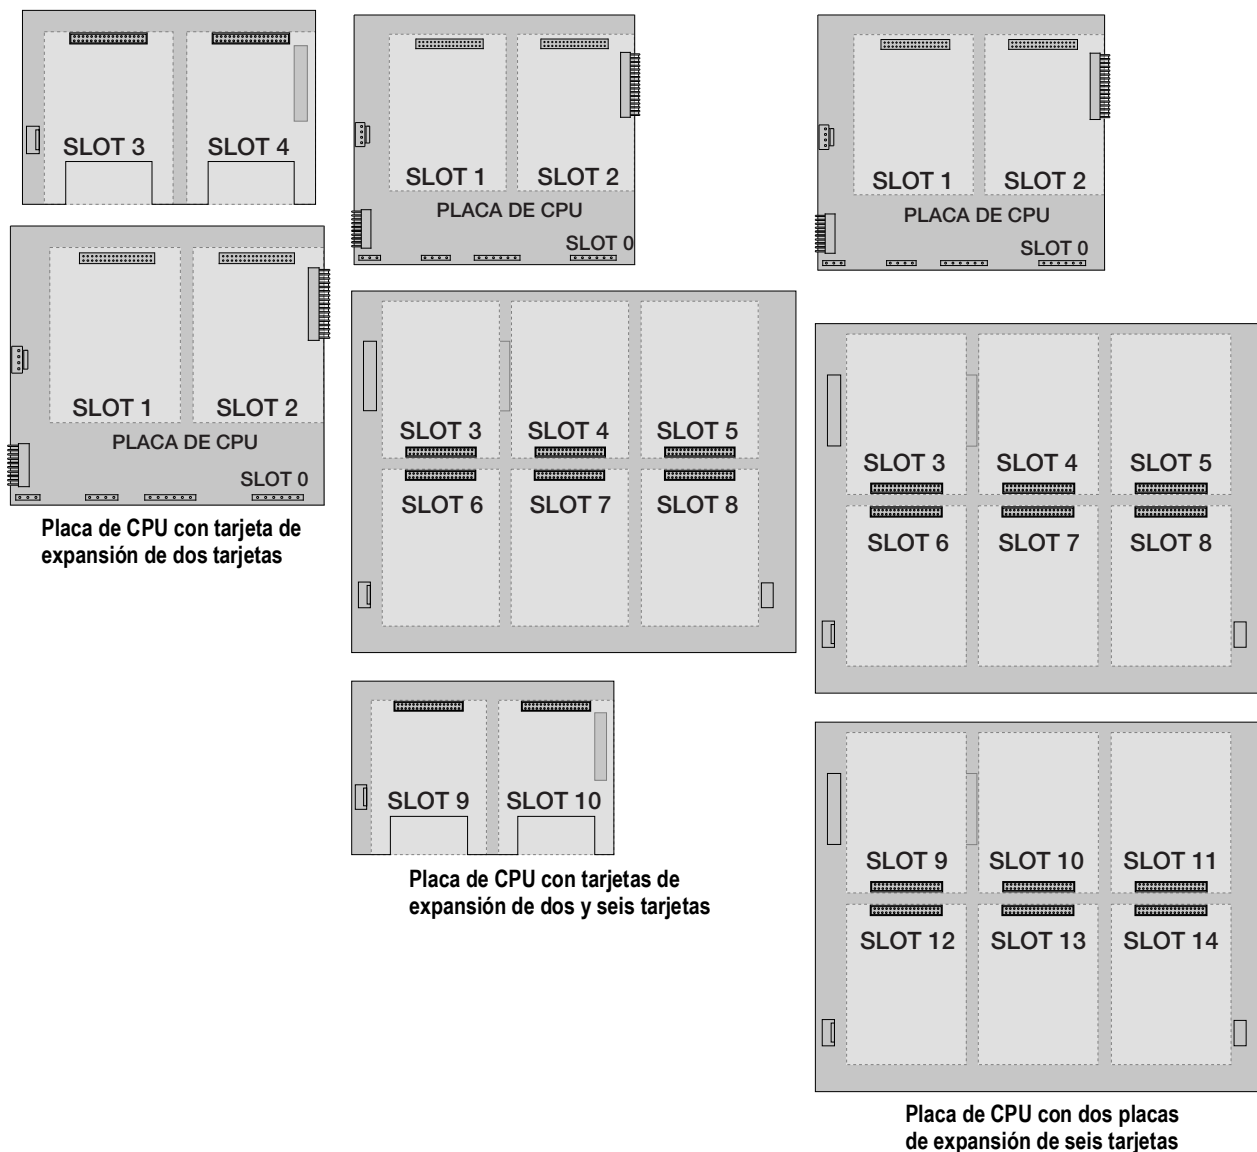 SLOT 3 SLOT 4
SLOT 1 SLOT 2
PLACA DE CPU
SLOT 0
Placa de CPU con tarjeta de
expansión de dos tarjetas
SLOT 1 SLOT 2
PLACA DE CPU
SLOT 0
SLOT 3 SLOT 4 SLOT 5
SLOT 6 SLOT 7 SLOT 8
SLOT 9 SLOT 10
Placa de CPU con tarjetas de
expansión de dos y seis tarjetas
SLOT 1 SLOT 2
PLACA DE CPU
SLOT 0
SLOT 3 SLOT 4 SLOT 5
SLOT 6 SLOT 7 SLOT 8
SLOT 9 SLOT 10 SLOT 11
SLOT 12 SLOT 13 SLOT 14
Placa de CPU con dos placas
de expansión de seis tarjetas